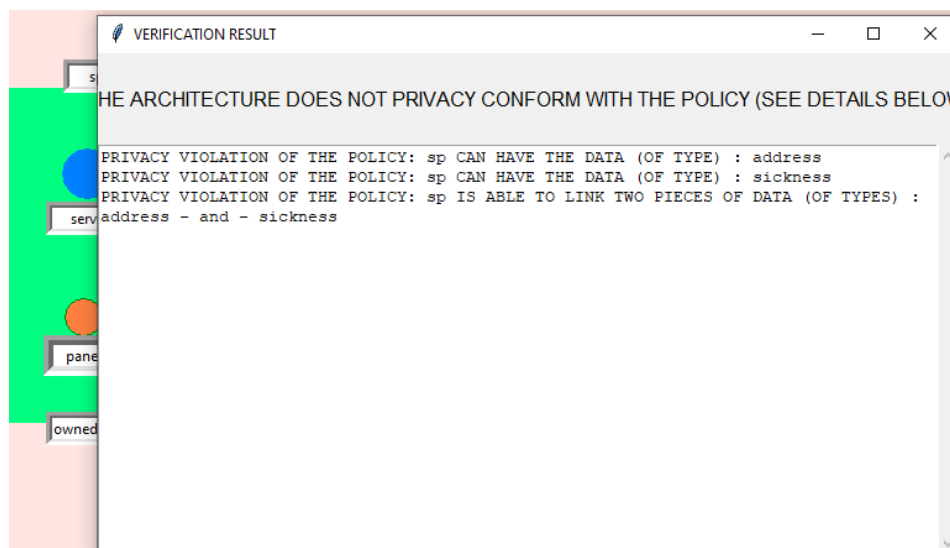 VERIFICATION RESULT
HE ARCHITECTURE DOES NOT PRIVACY CONFORM WITH THE POLICY (SEE DETAILS BELOW
PRIVACY VIOLATION OF THE POLICY: sp CAN HAVE THE DATA (OF TYPE) : address
PRIVACY VIOLATION OF THE POLICY: sp CAN HAVE THE DATA (OF TYPE) : sickness
PRIVACY VIOLATION OF THE POLICY: sp IS ABLE TO LINK TWO PIECES OF DATA (OF TYPES) :
address - and - sickness
serv
pane
owned